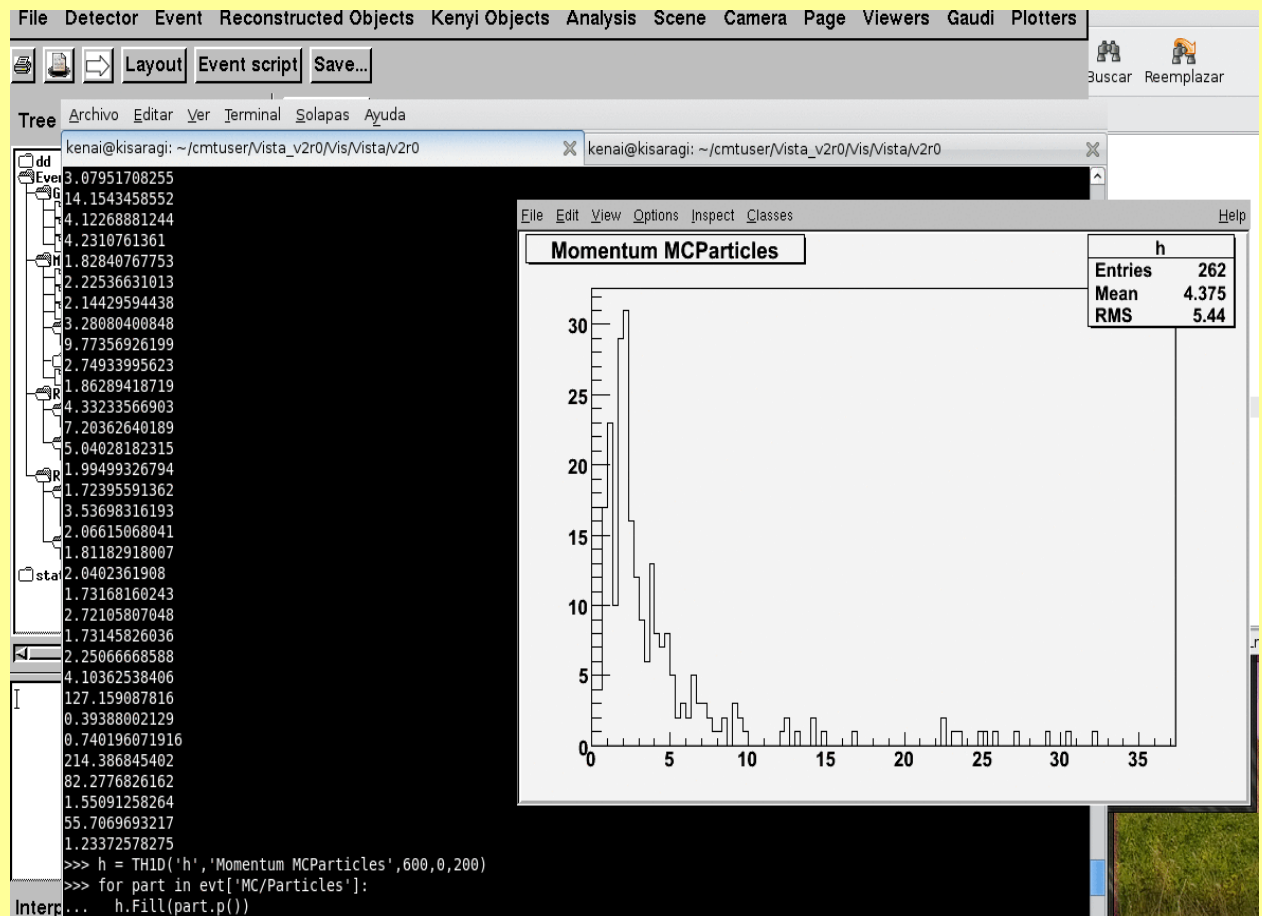 File Detector Event Reconstructed Objects Kenyi Objects Analysis Scene Camera Page Viewers Gaudi Plotters
Layout Event script Save...
Buscar Reemplazar
Tree
Archivo Editar Ver Terminal Solapas Ayuda
kenai@kisaragi: ~/cmtuser/Vista_v2r0/Vis/Vista/v2r0
kenai@kisaragi: ~/cmtuser/Vista_v2r0/Vis/Vista/v2r0
dd
3.07951708255
14.1543458552
4.12268881244
4.2310761361
1.82840767753
2.22536631013
2.14429594438
3.28080400848
9.77356926199
2.74933995623
1.86289418719
4.33233566903
7.20362640189
5.04028182315
1.99499326794
1.72395591362
3.53698316193
2.06615068041
1.81182918007
2.0402361908
1.73168160243
2.72105807048
1.73145826036
2.25066668588
4.10362538406
127.159087816
0.39388002129
0.740196071916
214.386845402
82.2776826162
1.55091258264
55.7069693217
1.23372578275
>>> h = TH1D('h','Momentum MCParticles',600,0,200)
>>> for part in evt['MC/Particles']:
... h.Fill(part.p())
File Edit View Options Inspect Classes Help
Momentum MCParticles
h
Entries 262
Mean 4.375
RMS 5.44
30
25
20
15
10
5
0
0 5 10 15 20 25 30 35